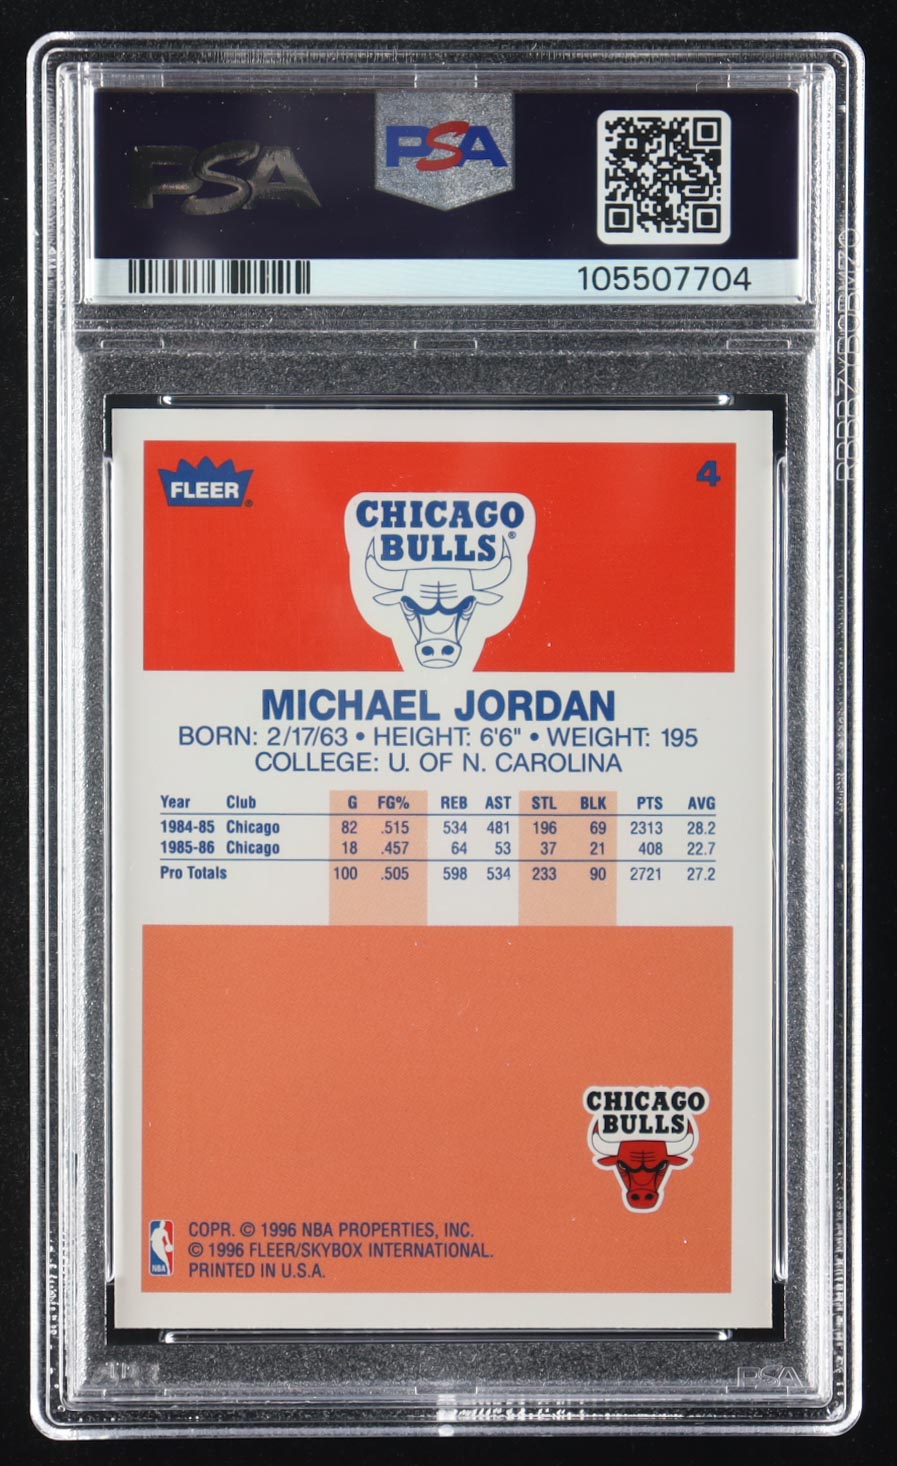 PSA
PSA
105507704
FLEER®
4
CHICAGO
BULLS®
MICHAEL JORDAN
BORN: 2/17/63 • HEIGHT: 6'6" • WEIGHT: 195
COLLEGE: U. OF N. CAROLINA
Year Club G FG% REB AST STL BLK PTS AVG
1984-85 Chicago 82 .515 534 481 196 69 2313 28.2
1985-86 Chicago 18 .457 64 53 37 21 408 22.7
Pro Totals 100 .505 598 534 233 90 2721 27.2
CHICAGO
BULLS
NBA
COPR. © 1996 NBA PROPERTIES, INC.
© 1996 FLEER/SKYBOX INTERNATIONAL.
PRINTED IN U.S.A.
PSA